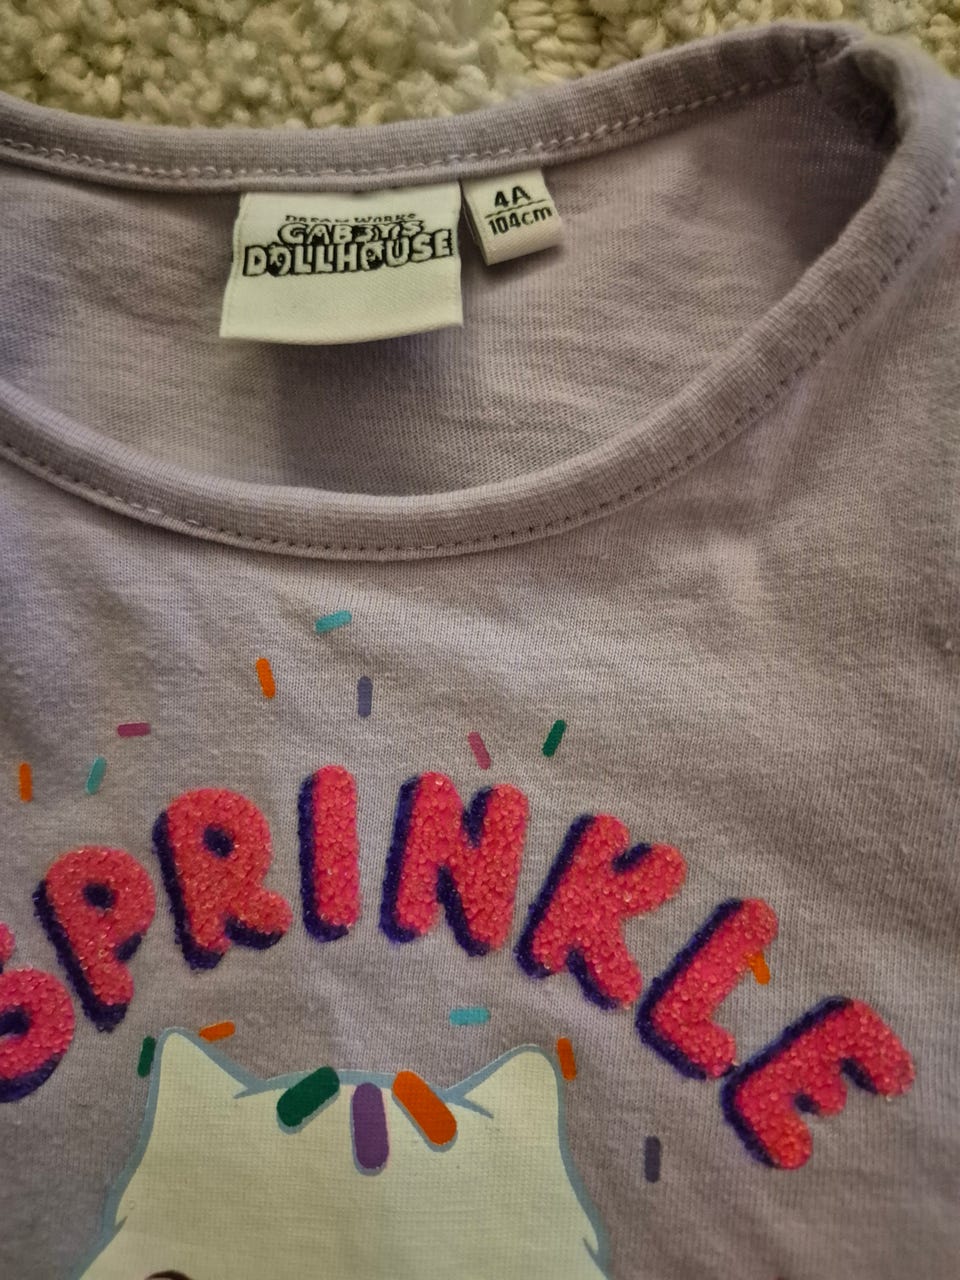 DREAMWORKS
GABBY'S
DOLLHOUSE
4A
104cm
SPRINKLE